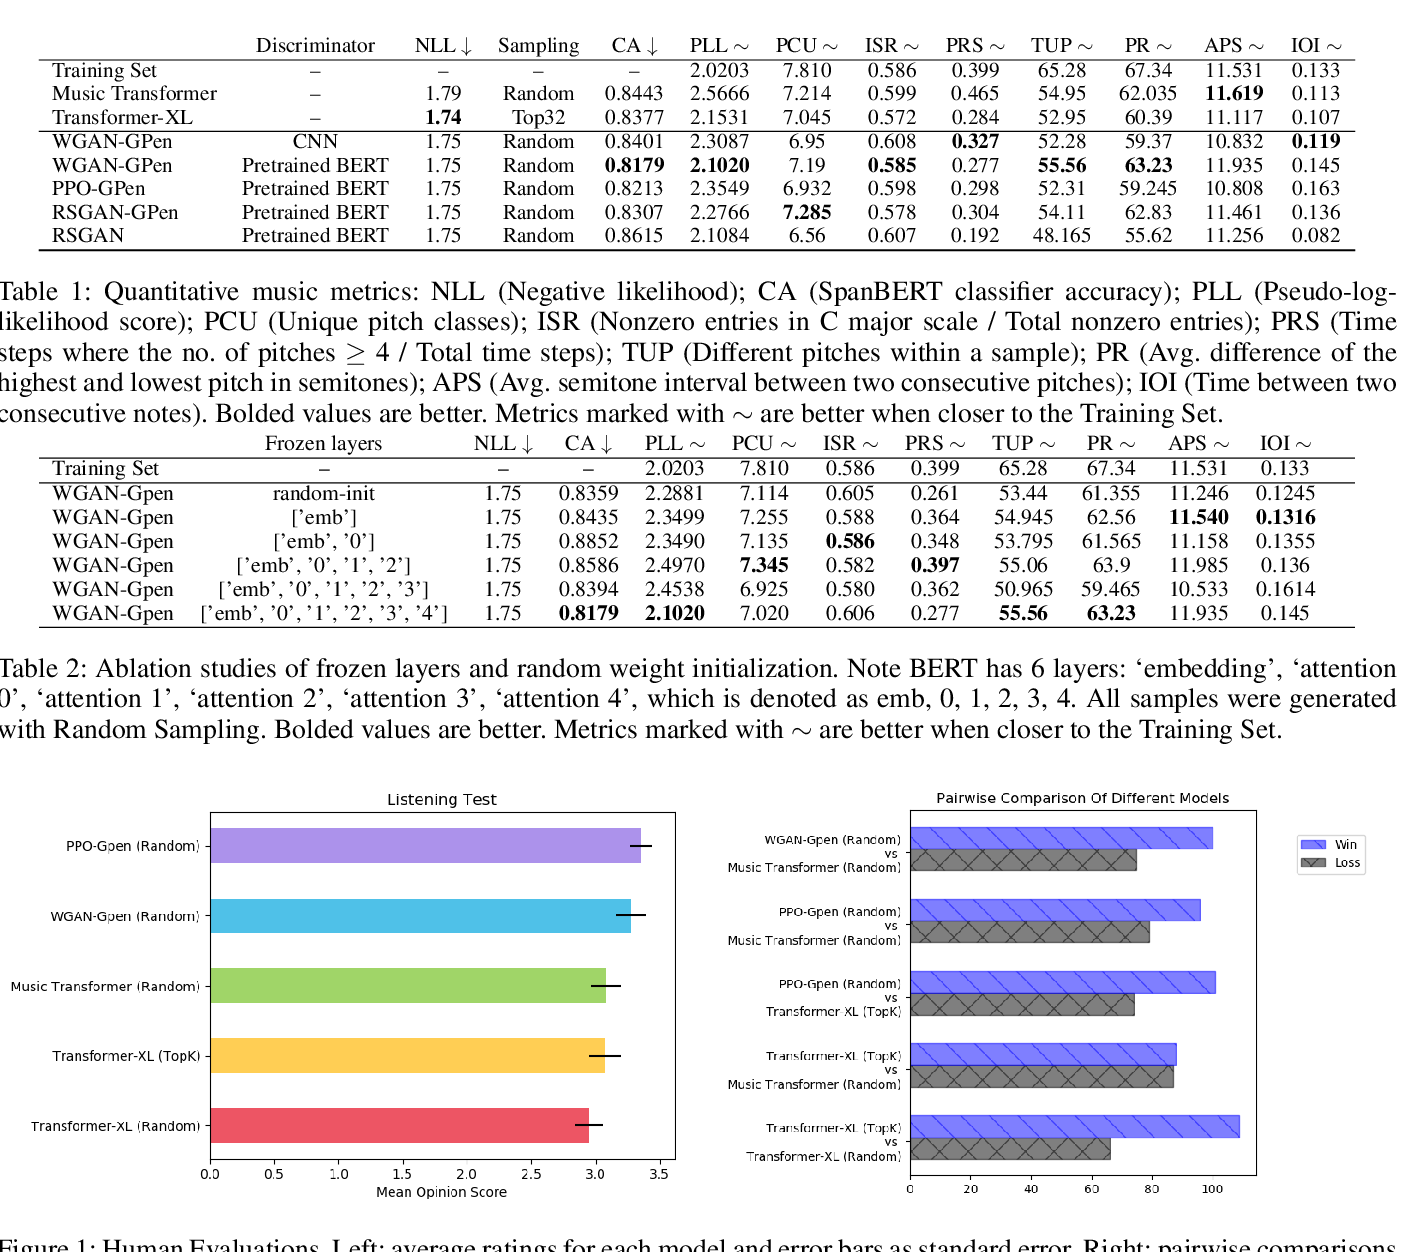 Discriminator NLL ↓ Sampling CA ↓ PLL ∼ PCU ∼ ISR ∼ PRS ∼ TUP ∼ PR ∼ APS ∼ IOI ∼
Training Set – – – – 2.0203 7.810 0.586 0.399 65.28 67.34 11.531 0.133
Music Transformer – 1.79 Random 0.8443 2.5666 7.214 0.599 0.465 54.95 62.035 11.619 0.113
Transformer-XL – 1.74 Top32 0.8377 2.1531 7.045 0.572 0.284 52.95 60.39 11.117 0.107
WGAN-GPen CNN 1.75 Random 0.8401 2.3087 6.95 0.608 0.327 52.28 59.37 10.832 0.119
WGAN-GPen Pretrained BERT 1.75 Random 0.8179 2.1020 7.19 0.585 0.277 55.56 63.23 11.935 0.145
PPO-GPen Pretrained BERT 1.75 Random 0.8213 2.3549 6.932 0.598 0.298 52.31 59.245 10.808 0.163
RSGAN-GPen Pretrained BERT 1.75 Random 0.8307 2.2766 7.285 0.578 0.304 54.11 62.83 11.461 0.136
RSGAN Pretrained BERT 1.75 Random 0.8615 2.1084 6.56 0.607 0.192 48.165 55.62 11.256 0.082
Table 1: Quantitative music metrics: NLL (Negative likelihood); CA (SpanBERT classifier accuracy); PLL (Pseudo-log-
likelihood score); PCU (Unique pitch classes); ISR (Nonzero entries in C major scale / Total nonzero entries); PRS (Time
steps where the no. of pitches ≥ 4 / Total time steps); TUP (Different pitches within a sample); PR (Avg. difference of the
highest and lowest pitch in semitones); APS (Avg. semitone interval between two consecutive pitches); IOI (Time between two
consecutive notes). Bolded values are better. Metrics marked with ∼ are better when closer to the Training Set.
Frozen layers NLL ↓ CA ↓ PLL ∼ PCU ∼ ISR ∼ PRS ∼ TUP ∼ PR ∼ APS ∼ IOI ∼
Training Set – – – 2.0203 7.810 0.586 0.399 65.28 67.34 11.531 0.133
WGAN-Gpen random-init 1.75 0.8359 2.2881 7.114 0.605 0.261 53.44 61.355 11.246 0.1245
WGAN-Gpen ['emb'] 1.75 0.8435 2.3499 7.255 0.588 0.364 54.945 62.56 11.540 0.1316
WGAN-Gpen ['emb', '0'] 1.75 0.8852 2.3490 7.135 0.586 0.348 53.795 61.565 11.158 0.1355
WGAN-Gpen ['emb', '0', '1', '2'] 1.75 0.8586 2.4970 7.345 0.582 0.397 55.06 63.9 11.985 0.136
WGAN-Gpen ['emb', '0', '1', '2', '3'] 1.75 0.8394 2.4538 6.925 0.580 0.362 50.965 59.465 10.533 0.1614
WGAN-Gpen ['emb', '0', '1', '2', '3', '4'] 1.75 0.8179 2.1020 7.020 0.606 0.277 55.56 63.23 11.935 0.145
Table 2: Ablation studies of frozen layers and random weight initialization. Note BERT has 6 layers: ‘embedding’, ‘attention
0’, ‘attention 1’, ‘attention 2’, ‘attention 3’, ‘attention 4’, which is denoted as emb, 0, 1, 2, 3, 4. All samples were generated
with Random Sampling. Bolded values are better. Metrics marked with ∼ are better when closer to the Training Set.
Listening Test
PPO-Gpen (Random)
WGAN-Gpen (Random)
Music Transformer (Random)
Transformer-XL (TopK)
Transformer-XL (Random)
0.0 0.5 1.0 1.5 2.0 2.5 3.0 3.5
Mean Opinion Score
Pairwise Comparison Of Different Models
WGAN-Gpen (Random)
vs
Music Transformer (Random)
PPO-Gpen (Random)
vs
Music Transformer (Random)
PPO-Gpen (Random)
vs
Transformer-XL (TopK)
Transformer-XL (TopK)
vs
Music Transformer (Random)
Transformer-XL (TopK)
vs
Transformer-XL (Random)
0 20 40 60 80 100
Win
Loss
Figure 1: Human Evaluations. Left: average ratings for each model and error bars as standard error. Right: pairwise comparisons